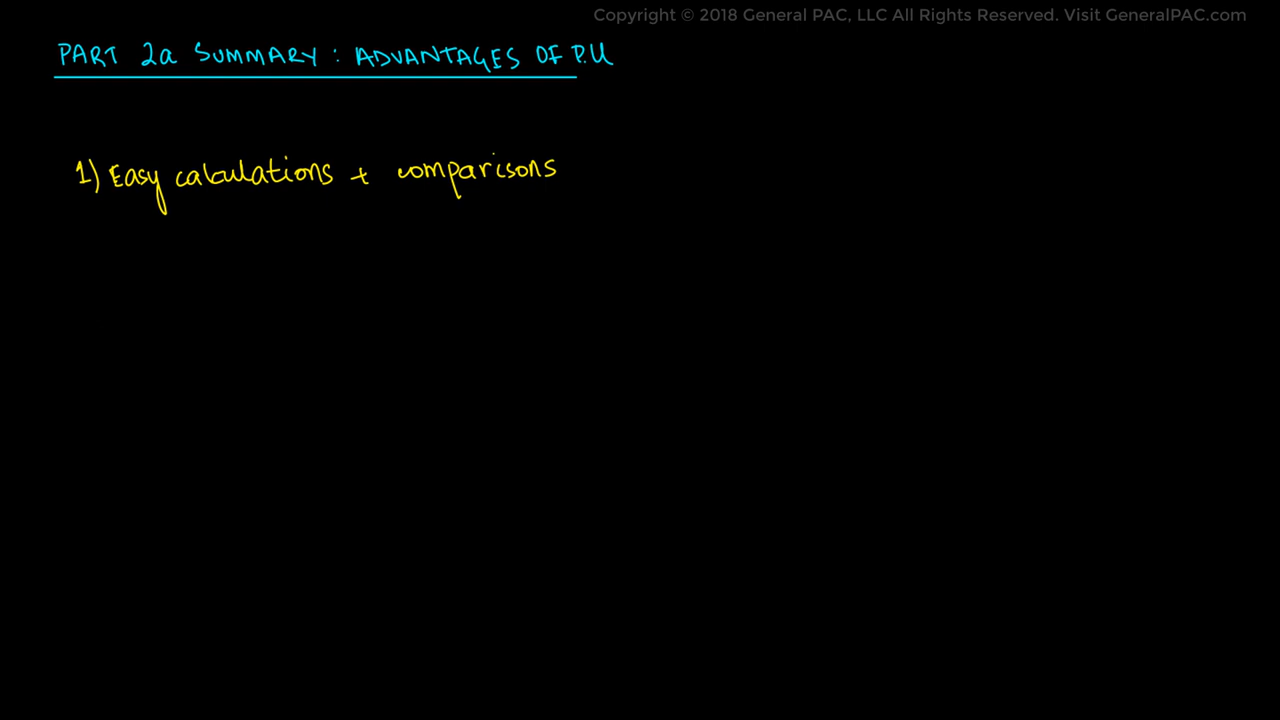 Copyright © 2018 General PAC, LLC All Rights Reserved. Visit GeneralPAC.com
PART 2a SUMMARY : ADVANTAGES OF P.U
1) Easy calculations + comparisons